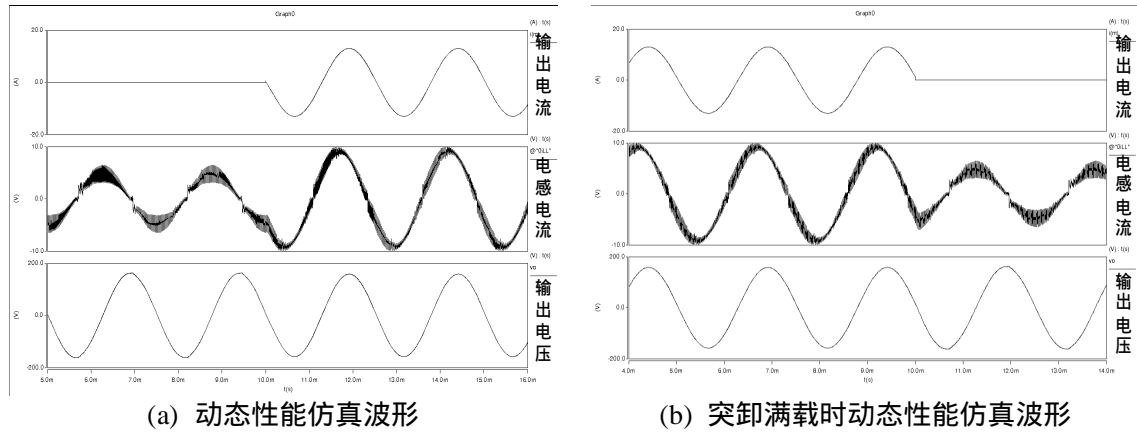 Graph0
(A) : t(s)
i(m)
20.0
0.0
-20.0
(A)
输出电流
(V) : t(s)
@"GiLL"
10.0
0.0
-10.0
(V)
电感电流
(V) : t(s)
vo
200.0
0.0
-200.0
(V)
输出电压
5.0m 6.0m 7.0m 8.0m 9.0m 10.0m 11.0m 12.0m 13.0m 14.0m 15.0m 16.0m
t(s)
(a) 动态性能仿真波形
Graph0
(A) : t(s)
i(m)
20.0
0.0
-20.0
(A)
输出电流
(V) : t(s)
@"GiLL"
10.0
0.0
-10.0
(V)
电感电流
(V) : t(s)
vo
200.0
0.0
-200.0
(V)
输出电压
4.0m 5.0m 6.0m 7.0m 8.0m 9.0m 10.0m 11.0m 12.0m 13.0m 14.0m
t(s)
(b) 突卸满载时动态性能仿真波形